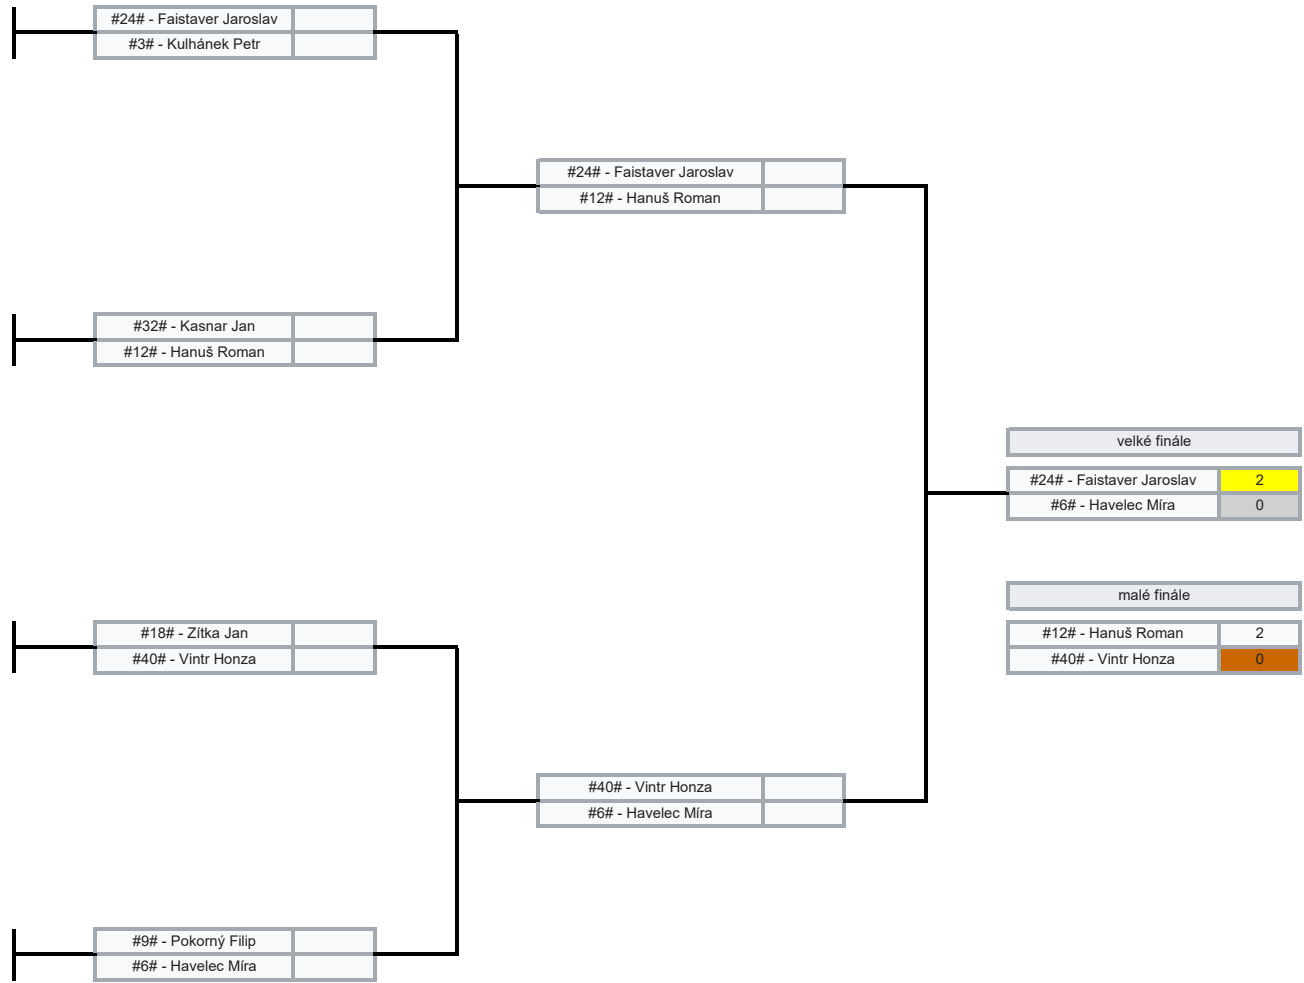 #24# - Faistaver Jaroslav
#3# - Kulhánek Petr
#32# - Kasnar Jan
#12# - Hanuš Roman
#18# - Zítka Jan
#40# - Vintr Honza
#9# - Pokorný Filip
#6# - Havelec Míra
#24# - Faistaver Jaroslav
#12# - Hanuš Roman
#40# - Vintr Honza
#6# - Havelec Míra
velké finále
#24# - Faistaver Jaroslav 2
#6# - Havelec Míra 0
malé finále
#12# - Hanuš Roman 2
#40# - Vintr Honza 0